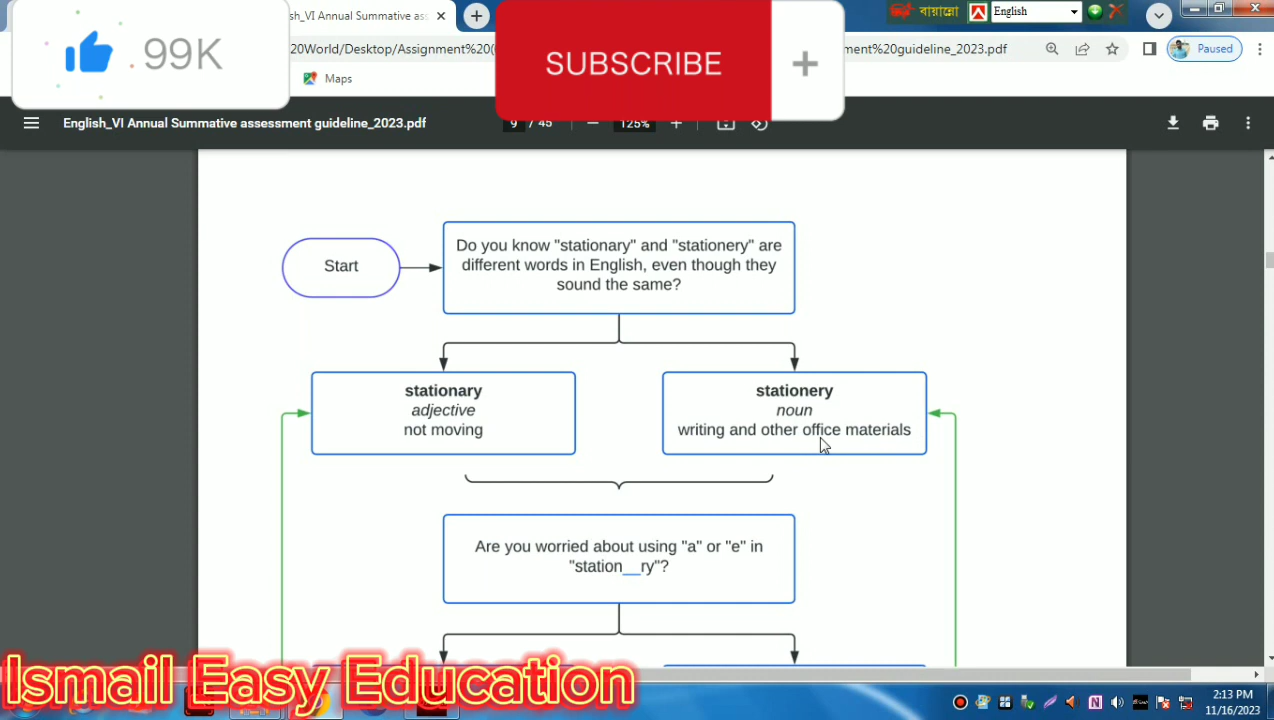 sh_VI Annual Summative asses
বায়ান্নো
English
.99K
SUBSCRIBE
+
20World/Desktop/Assignment%20(
ment%20guideline_2023.pdf
Paused
Maps
English_VI Annual Summative assessment guideline_2023.pdf
9 / 45
125%
Start
Do you know "stationary" and "stationery" are
different words in English, even though they
sound the same?
stationary
adjective
not moving
stationery
noun
writing and other office materials
Are you worried about using "a" or "e" in
"station__ry"?
Ismail Easy Education
2:13 PM
11/16/2023